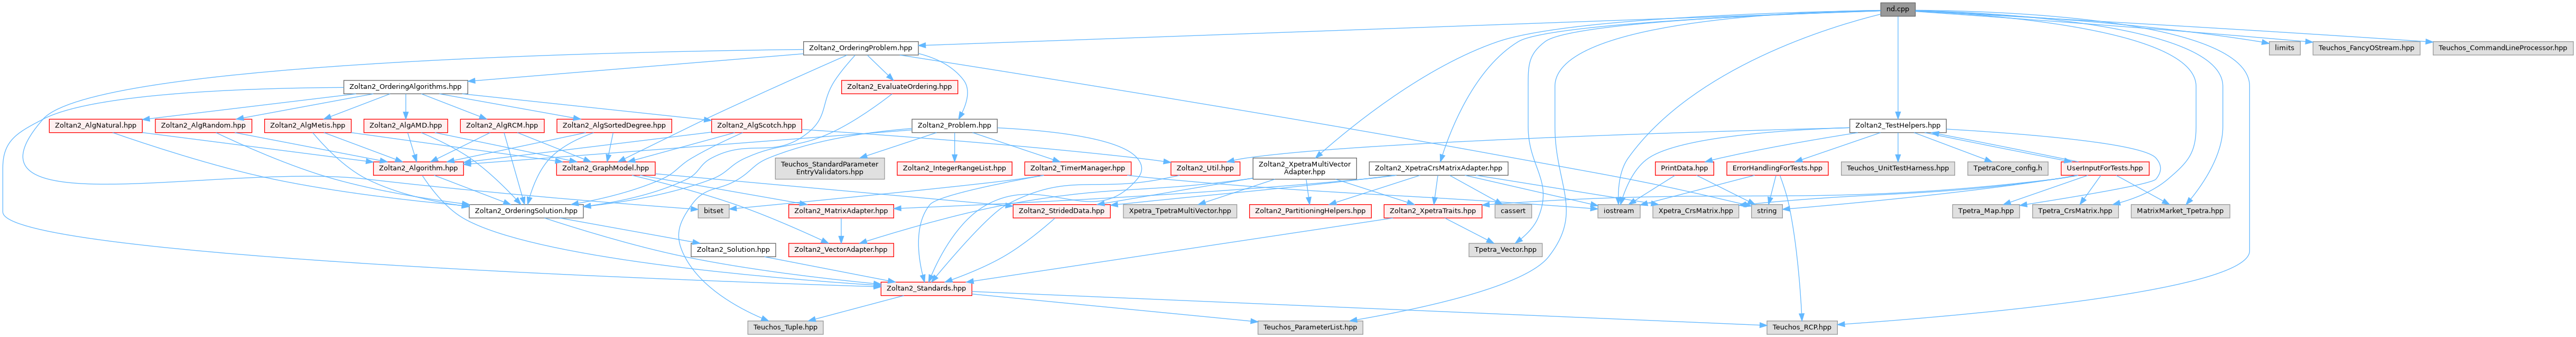 nd.cpp
Zoltan2_OrderingProblem.hpp
limits
Teuchos_FancyOStream.hpp
Teuchos_CommandLineProcessor.hpp
Zoltan2_OrderingAlgorithms.hpp
Zoltan2_EvaluateOrdering.hpp
Zoltan2_AlgNatural.hpp
Zoltan2_AlgRandom.hpp
Zoltan2_AlgMetis.hpp
Zoltan2_AlgAMD.hpp
Zoltan2_AlgRCM.hpp
Zoltan2_AlgSortedDegree.hpp
Zoltan2_AlgScotch.hpp
Zoltan2_Problem.hpp
Zoltan2_TestHelpers.hpp
Zoltan2_Algorithm.hpp
Zoltan2_GraphModel.hpp
Teuchos_StandardParameter
EntryValidators.hpp
Zoltan2_IntegerRangeList.hpp
Zoltan2_TimerManager.hpp
Zoltan2_Util.hpp
Zoltan2_XpetraMultiVector
Adapter.hpp
Zoltan2_XpetraCrsMatrixAdapter.hpp
PrintData.hpp
ErrorHandlingForTests.hpp
Teuchos_UnitTestHarness.hpp
TpetraCore_config.h
UserInputForTests.hpp
Zoltan2_OrderingSolution.hpp
bitset
Zoltan2_MatrixAdapter.hpp
Zoltan2_StridedData.hpp
Xpetra_TpetraMultiVector.hpp
Zoltan2_PartitioningHelpers.hpp
Zoltan2_XpetraTraits.hpp
cassert
iostream
Xpetra_CrsMatrix.hpp
string
Tpetra_Map.hpp
Tpetra_CrsMatrix.hpp
MatrixMarket_Tpetra.hpp
Zoltan2_Solution.hpp
Zoltan2_VectorAdapter.hpp
Tpetra_Vector.hpp
Zoltan2_Standards.hpp
Teuchos_Tuple.hpp
Teuchos_ParameterList.hpp
Teuchos_RCP.hpp